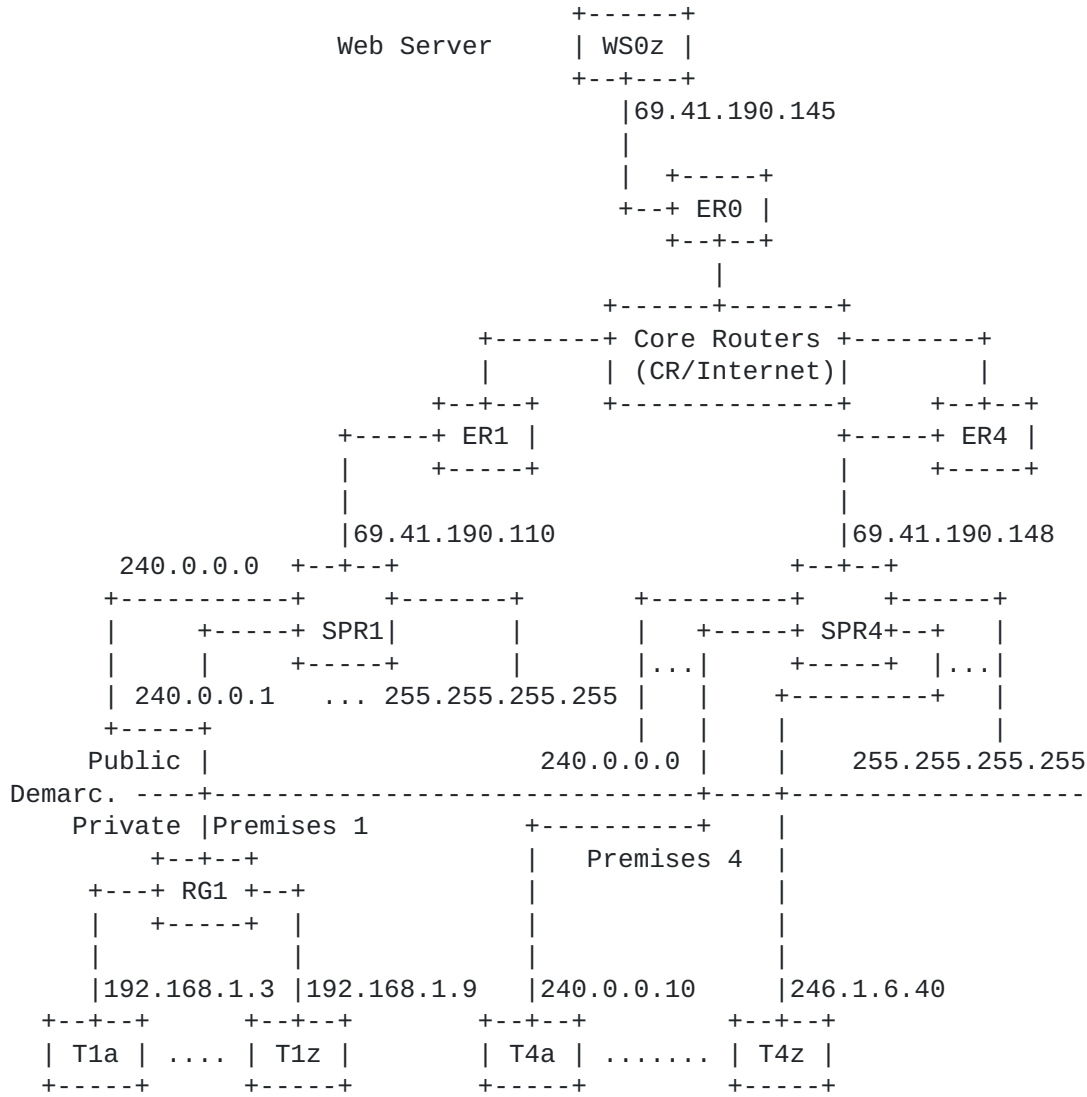 Web Server WS0z
69.41.190.145
ER0
Core Routers
(CR/Internet)
ER1 ER4
69.41.190.110 69.41.190.148
240.0.0.0
SPR1 SPR4
...  ...
240.0.0.1 ... 255.255.255.255
Public 240.0.0.0 255.255.255.255
Demarc.
Private Premises 1
Premises 4
RG1
192.168.1.3 192.168.1.9 240.0.0.10 246.1.6.40
T1a .... T1z T4a ....... T4z